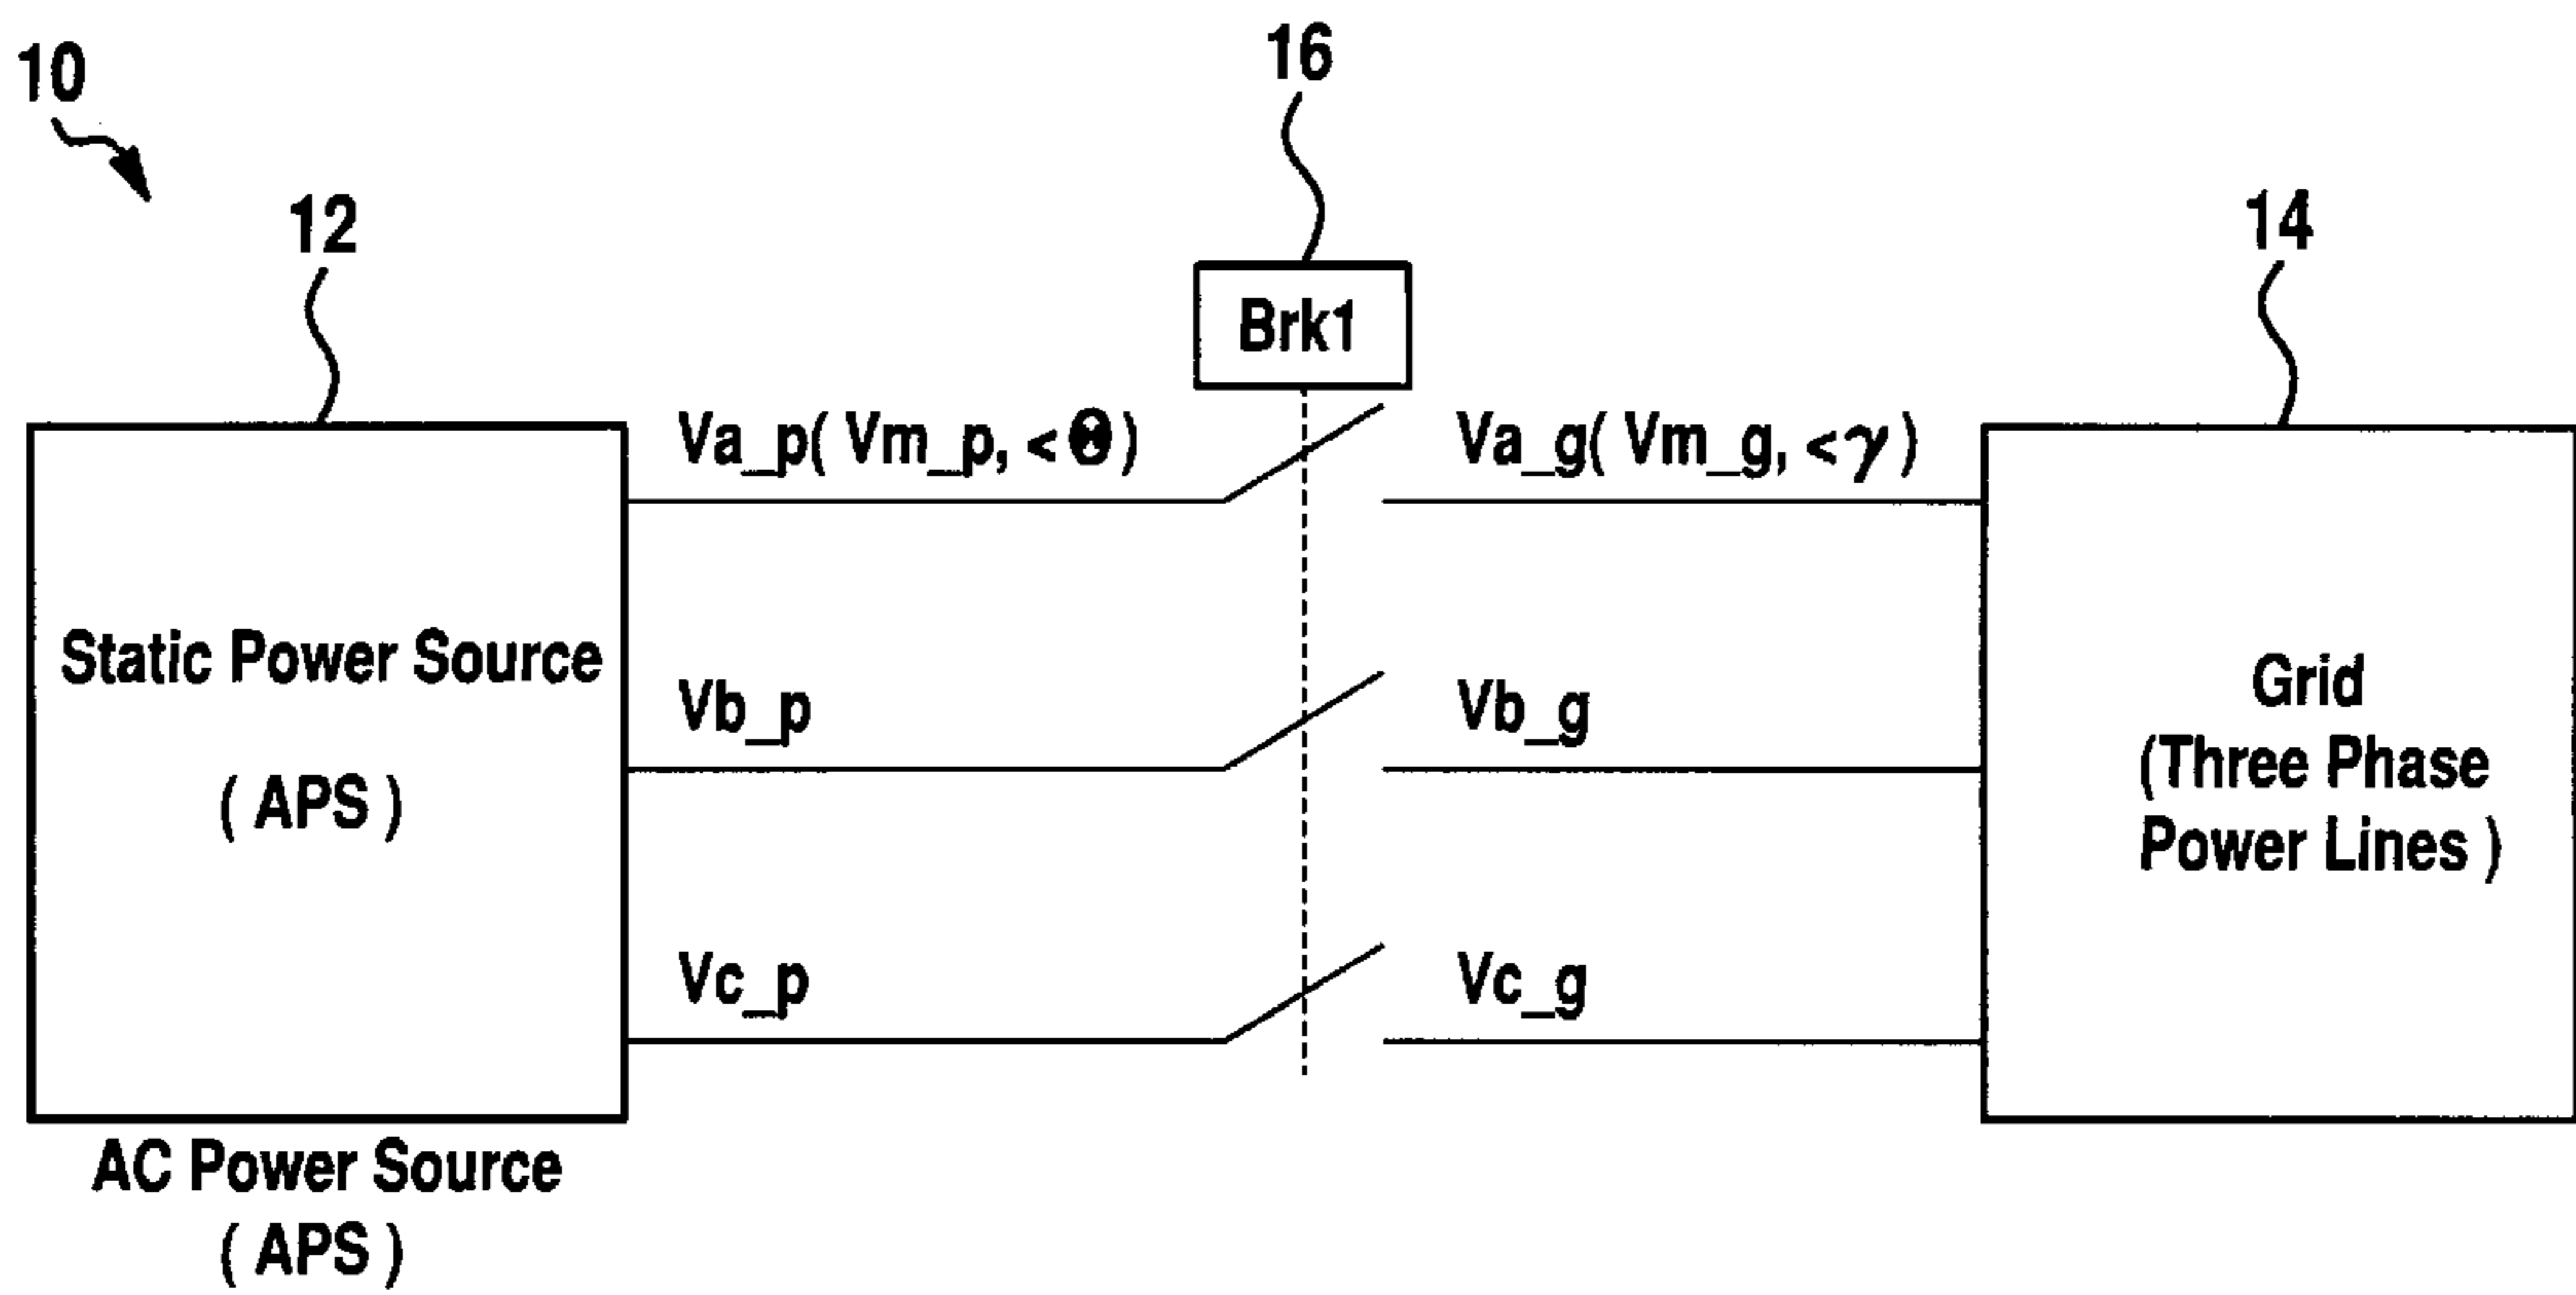 10
16
12
14
Brk1
Va_p( Vm_p, <Θ)
Va_g( Vm_g, <γ)
Static Power Source
( APS )
Vb_p
Vb_g
Grid
(Three Phase
Power Lines )
Vc_p
Vc_g
AC Power Source
( APS )